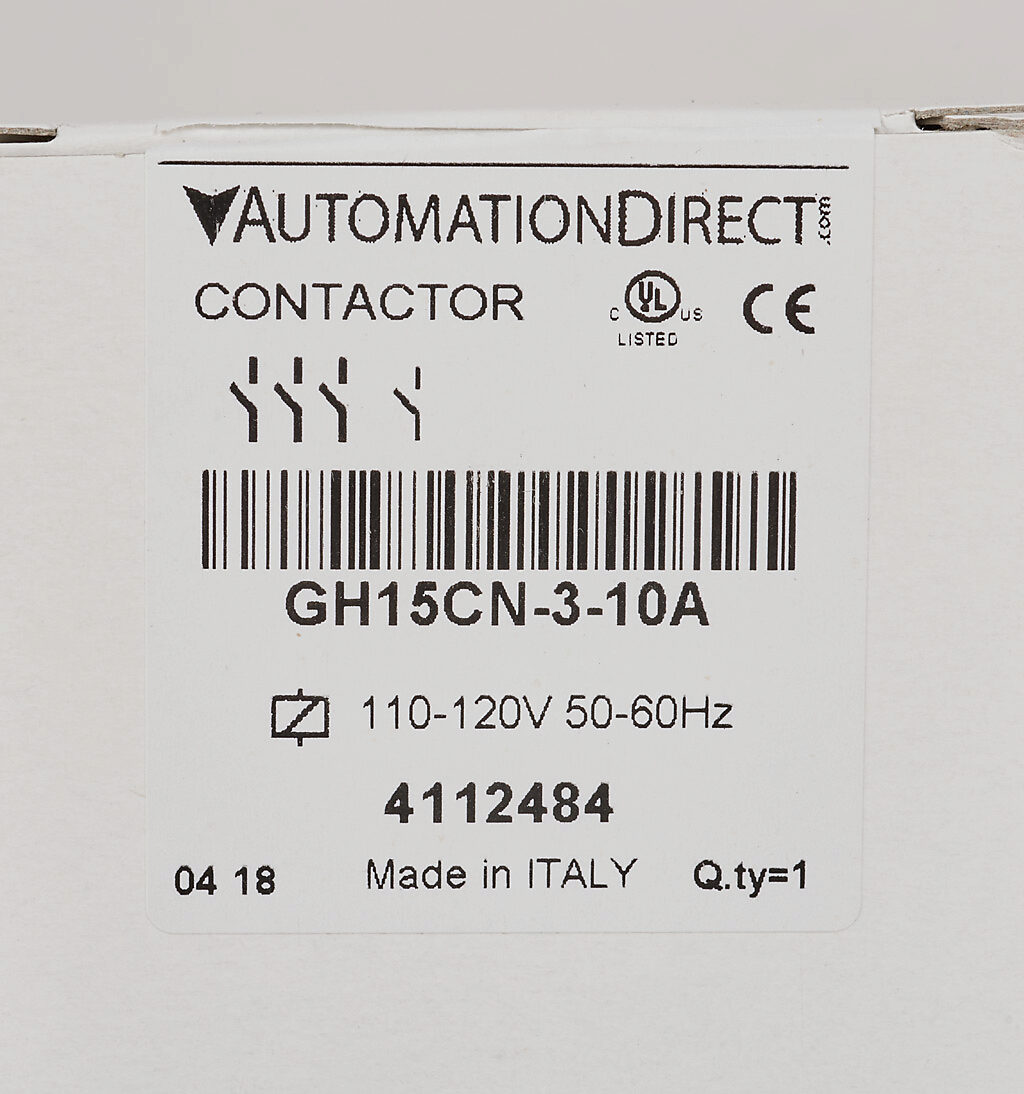 AUTOMATIONDIRECT.com
CONTACTOR
C UL US
LISTED
CE
GH15CN-3-10A
110-120V 50-60Hz
4112484
04 18 Made in ITALY Q.ty=1